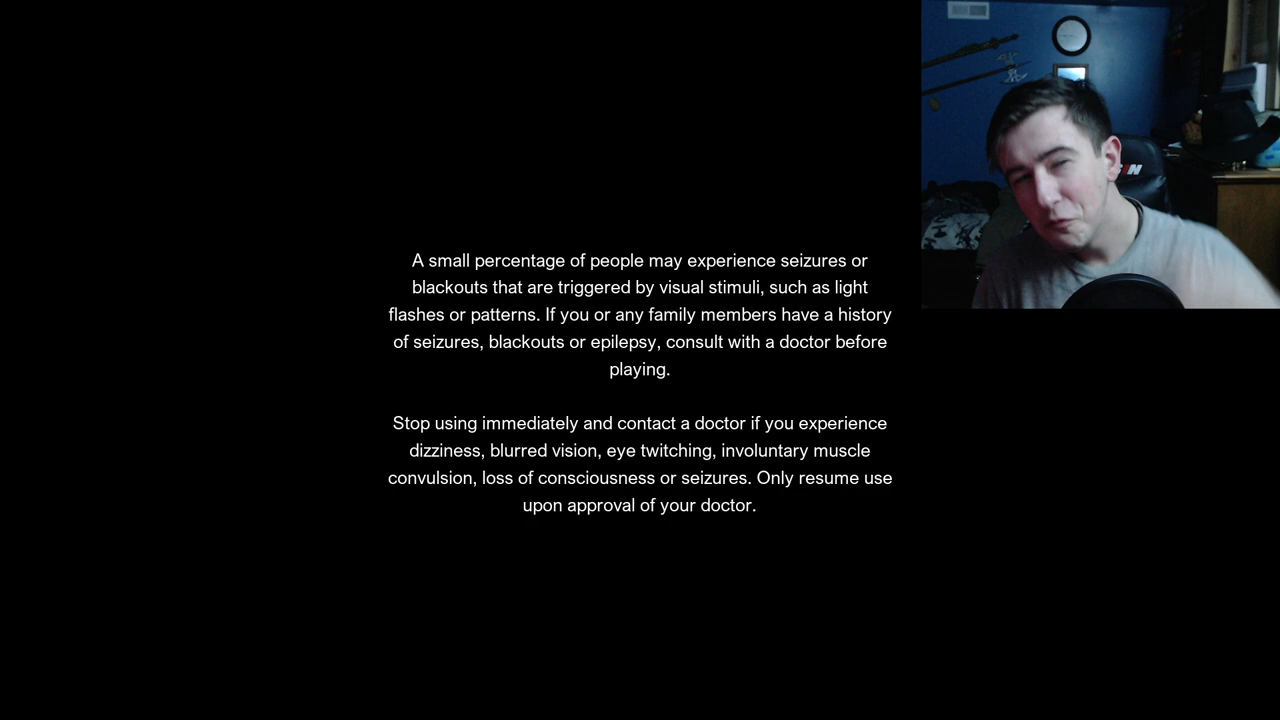 A small percentage of people may experience seizures or
blackouts that are triggered by visual stimuli, such as light
flashes or patterns. If you or any family members have a history
of seizures, blackouts or epilepsy, consult with a doctor before
playing.
Stop using immediately and contact a doctor if you experience
dizziness, blurred vision, eye twitching, involuntary muscle
convulsion, loss of consciousness or seizures. Only resume use
upon approval of your doctor.